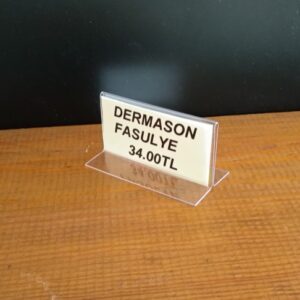 DERMASON
FASULYE
34.00TL